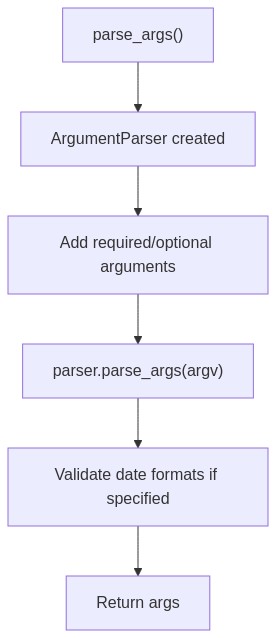 parse_args()
ArgumentParser created
Add required/optional
arguments
parser.parse_args(argv)
Validate date formats if
specified
Return args